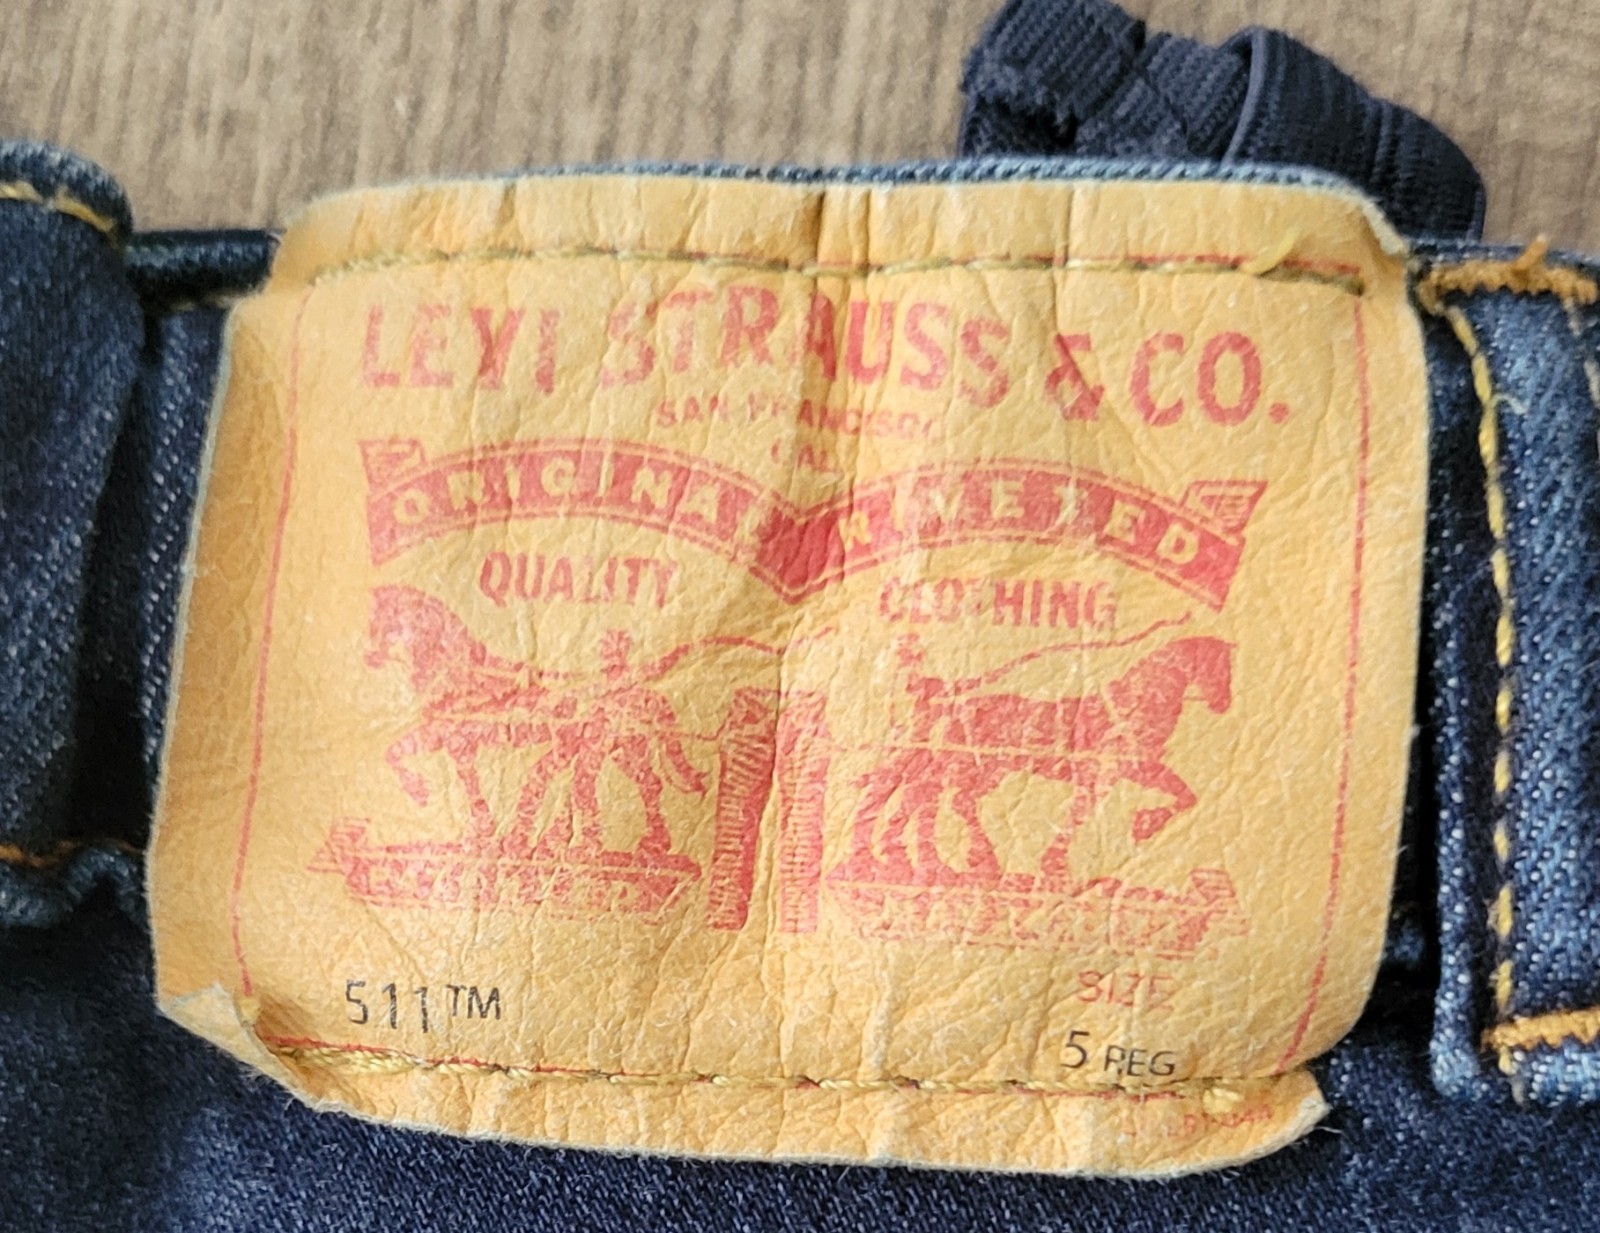 LEVI STRAUSS & CO.
SAN FRANCISCO
CAL
ORIGINAL RIVETED
QUALITY CLOTHING
511™
SIZE
5 REG